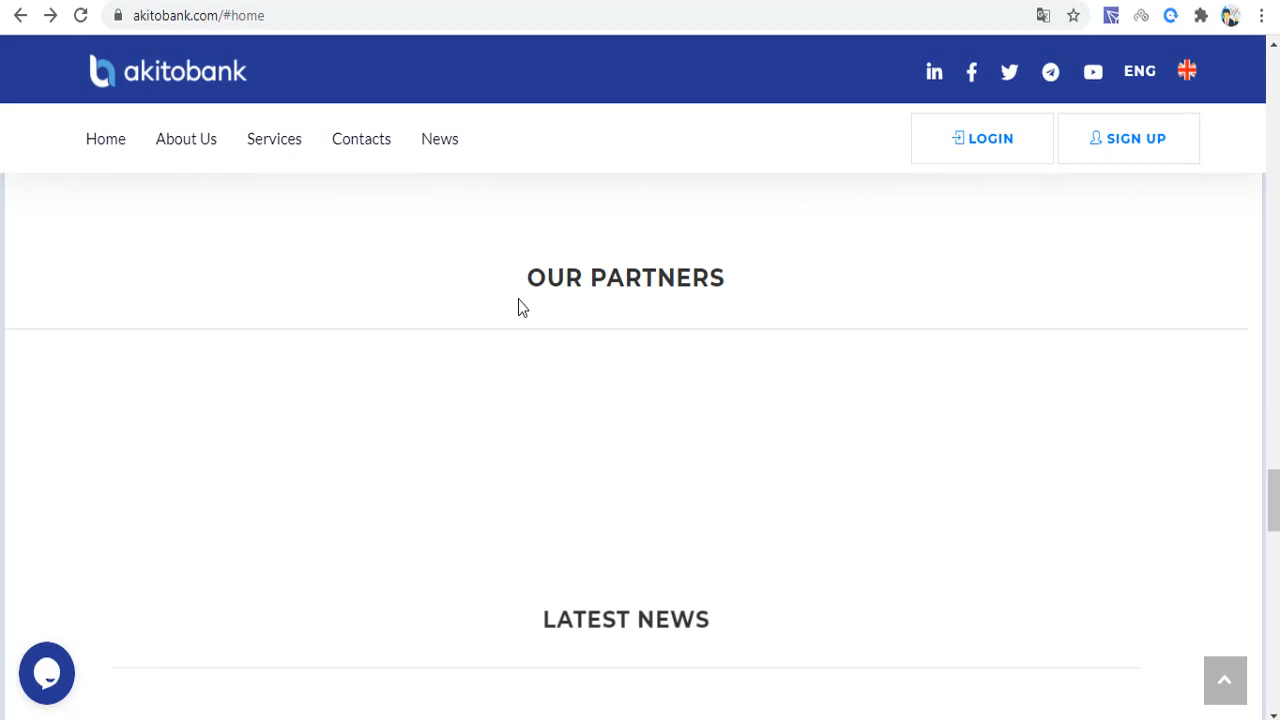 akitobank.com/#home
akitobank
ENG
Home About Us Services Contacts News
LOGIN SIGN UP
OUR PARTNERS
LATEST NEWS